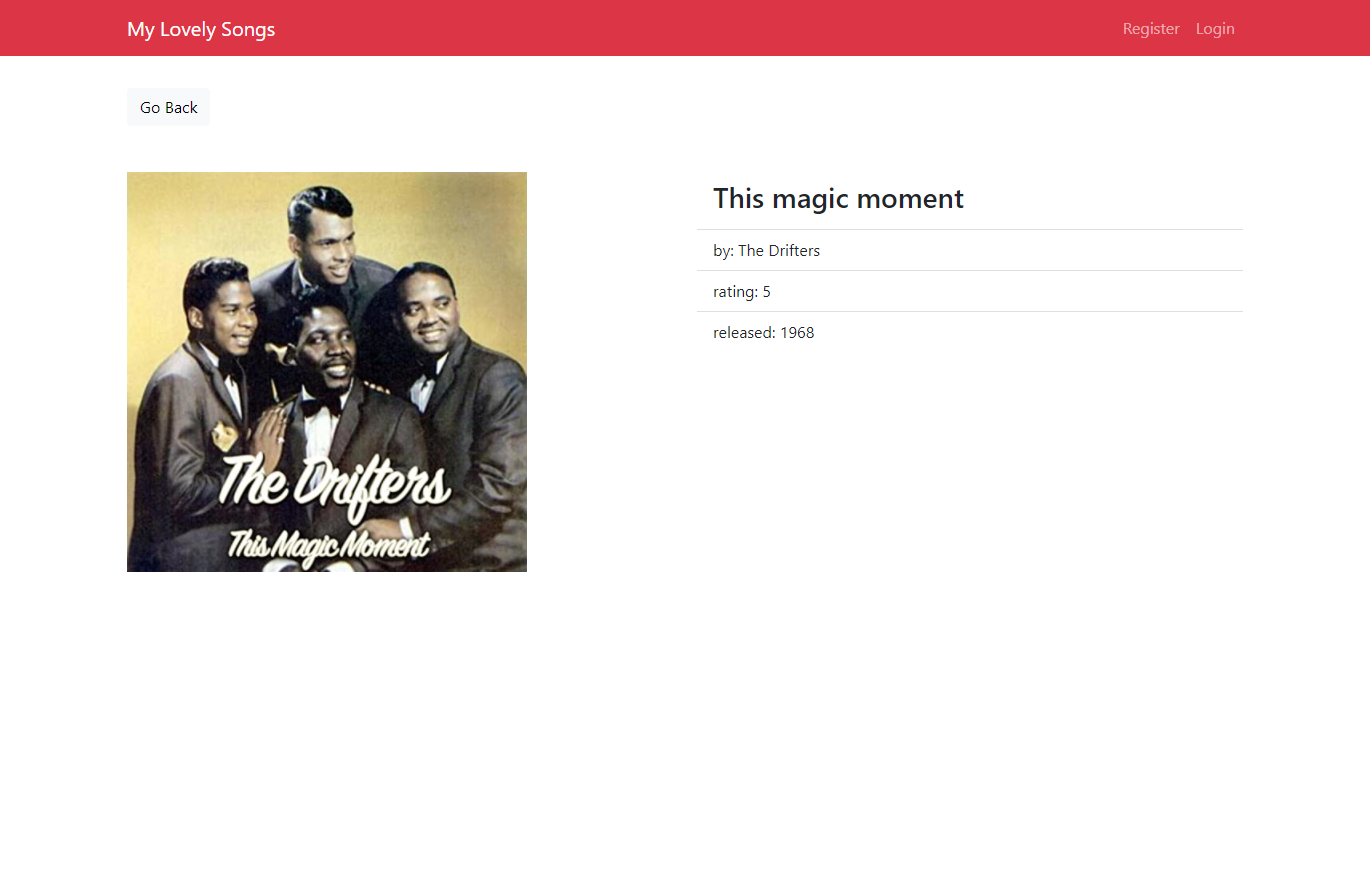 My Lovely Songs
Register Login
Go Back
This magic moment
by: The Drifters
rating: 5
released: 1968
The Drifters
This Magic Moment